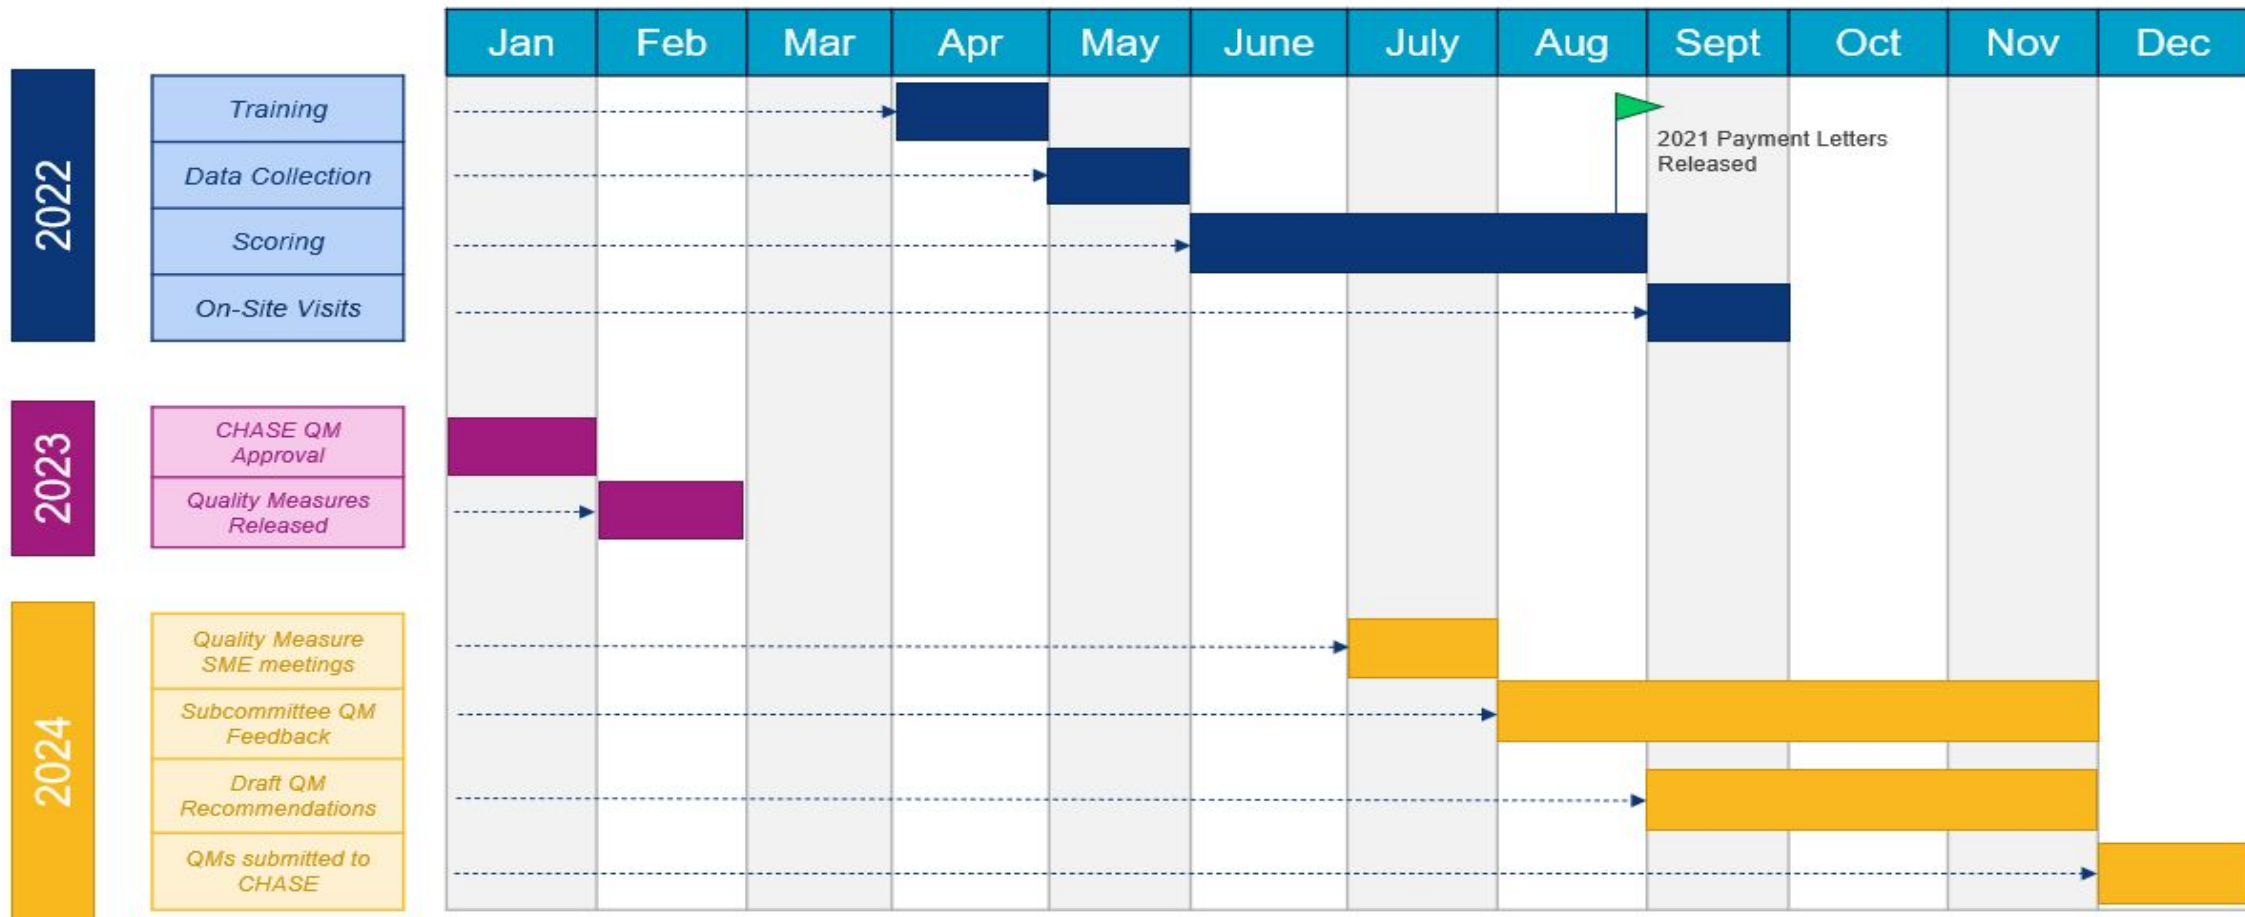 Jan Feb Mar Apr May June July Aug Sept Oct Nov Dec
2022
Training
Data Collection
Scoring
On-Site Visits
2021 Payment Letters
Released
2023
CHASE QM
Approval
Quality Measures
Released
2024
Quality Measure
SME meetings
Subcommittee QM
Feedback
Draft QM
Recommendations
QMs submitted to
CHASE